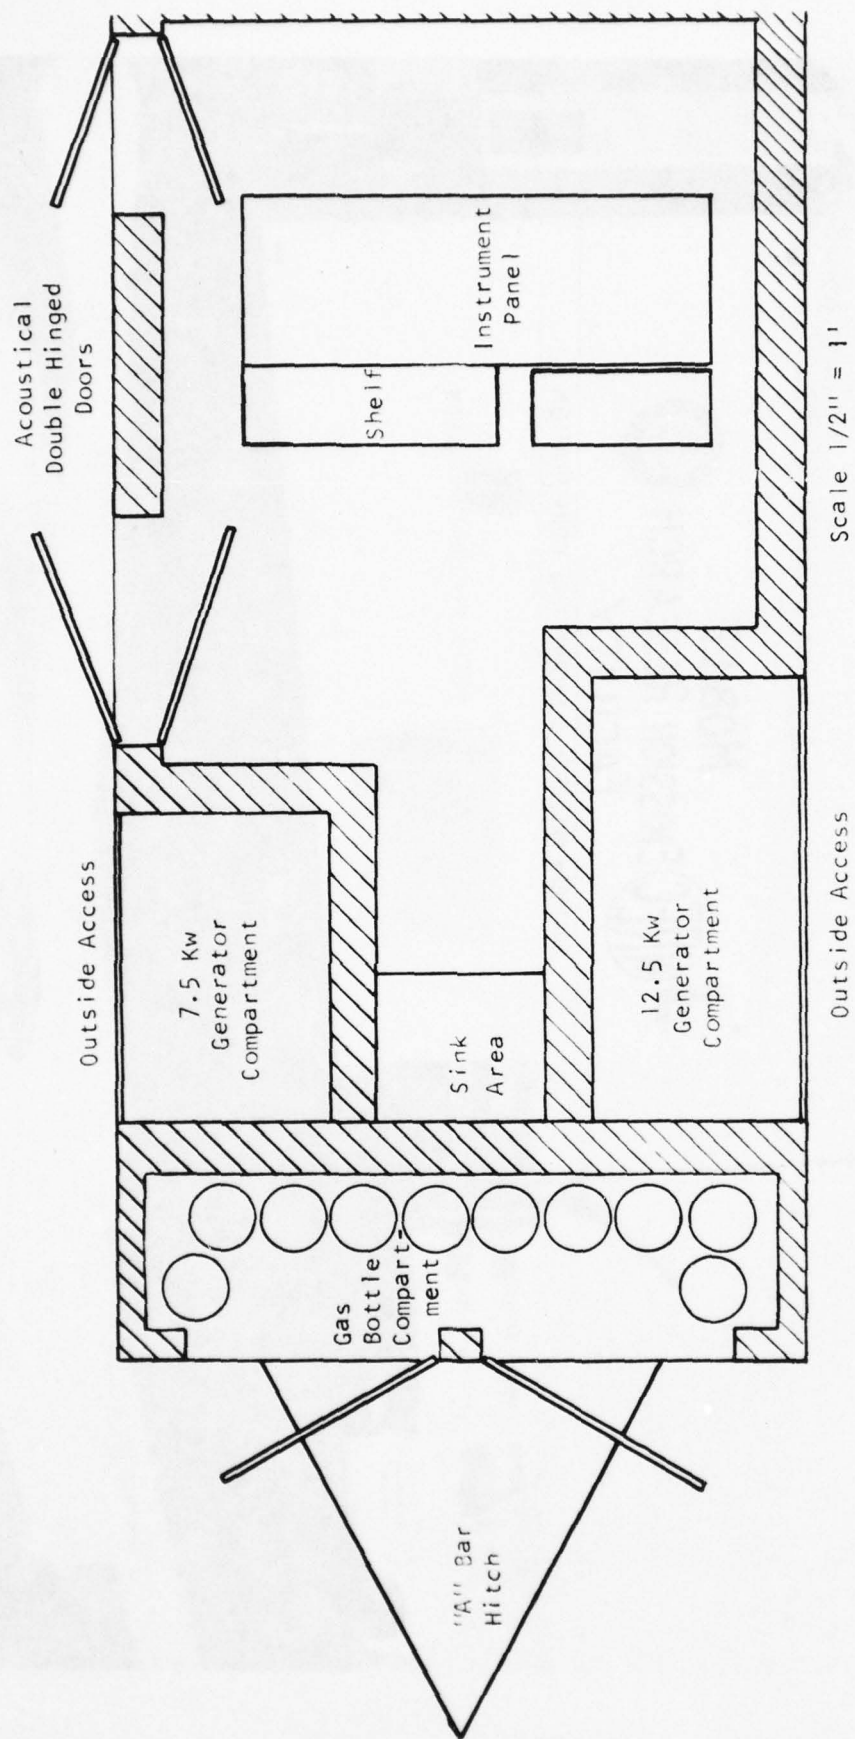 Acoustical
Double Hinged
Doors
Outside Access
7.5 Kw
Generator
Compartment
Shelf
Instrument
Panel
Sink
Area
Gas
Bottle
Compart-
ment
12.5 Kw
Generator
Compartment
"A" Bar
Hitch
Outside Access
Scale 1/2" = 1'